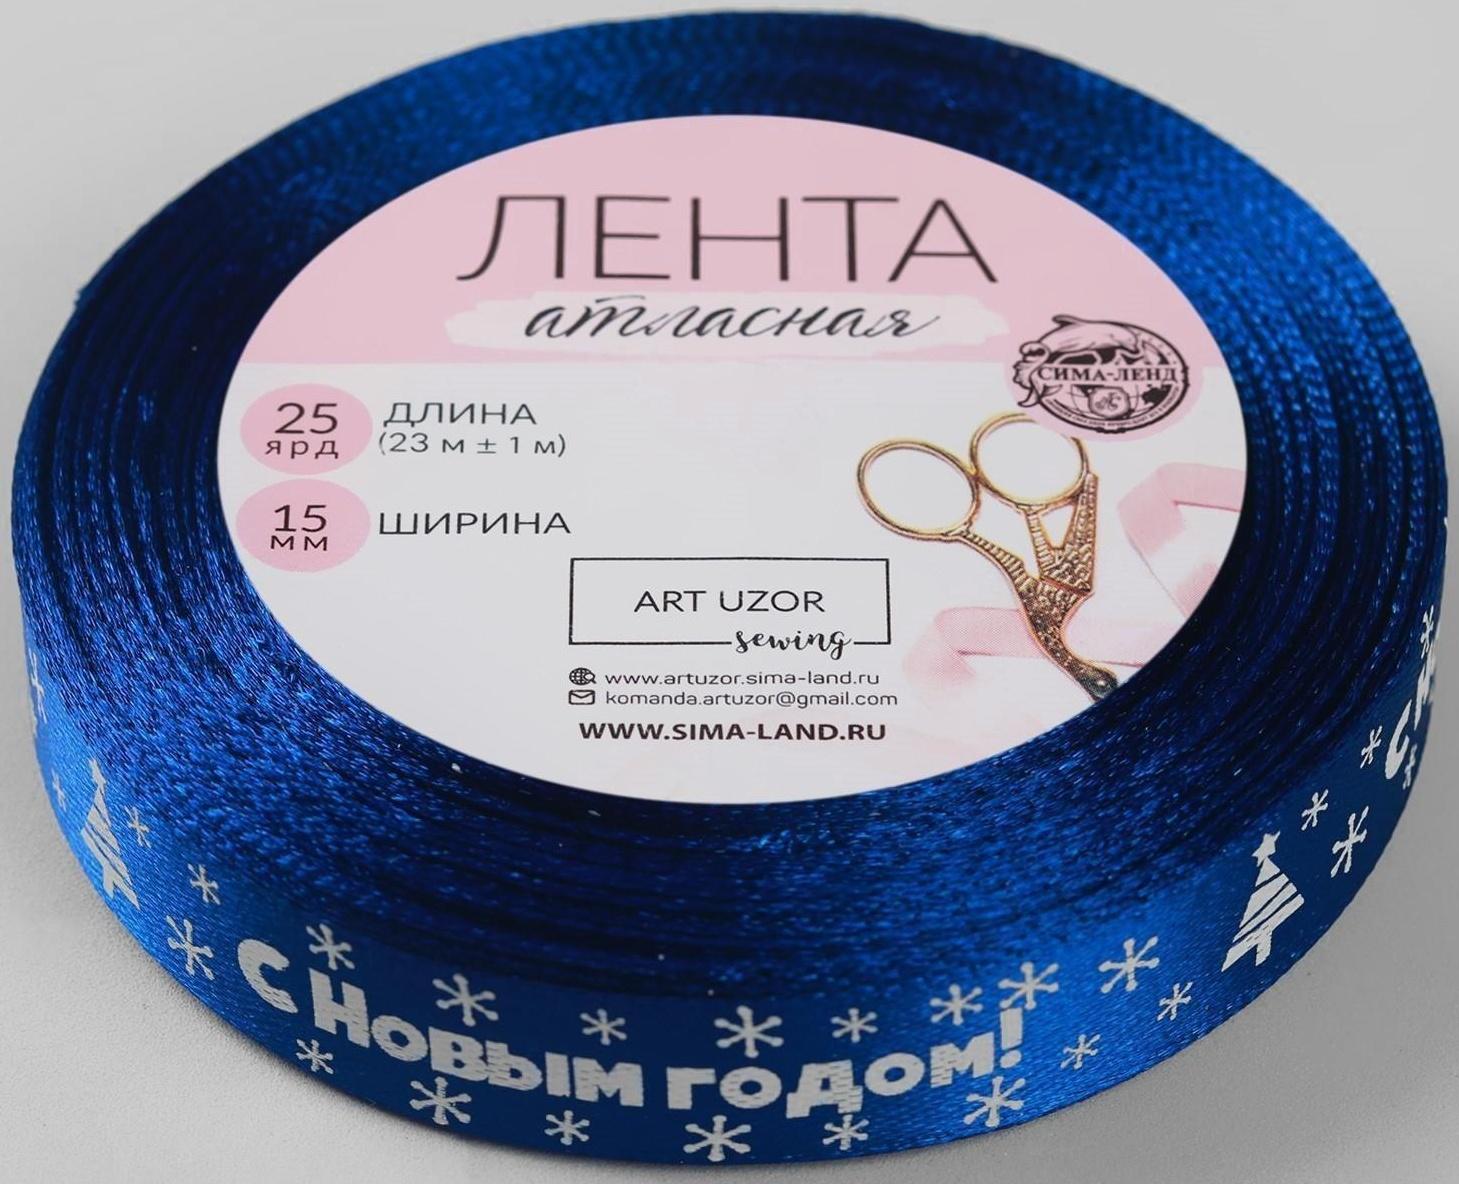 ЛЕНТА
атласная
СИМА-ЛЕНД
25 ярд ДЛИНА
(23 м ± 1 м)
15 мм ШИРИНА
ART UZOR
sewing
www.artuzor.sima-land.ru
komanda.artuzor@gmail.com
WWW.SIMA-LAND.RU
С НОВЫМ ГОДОМ!